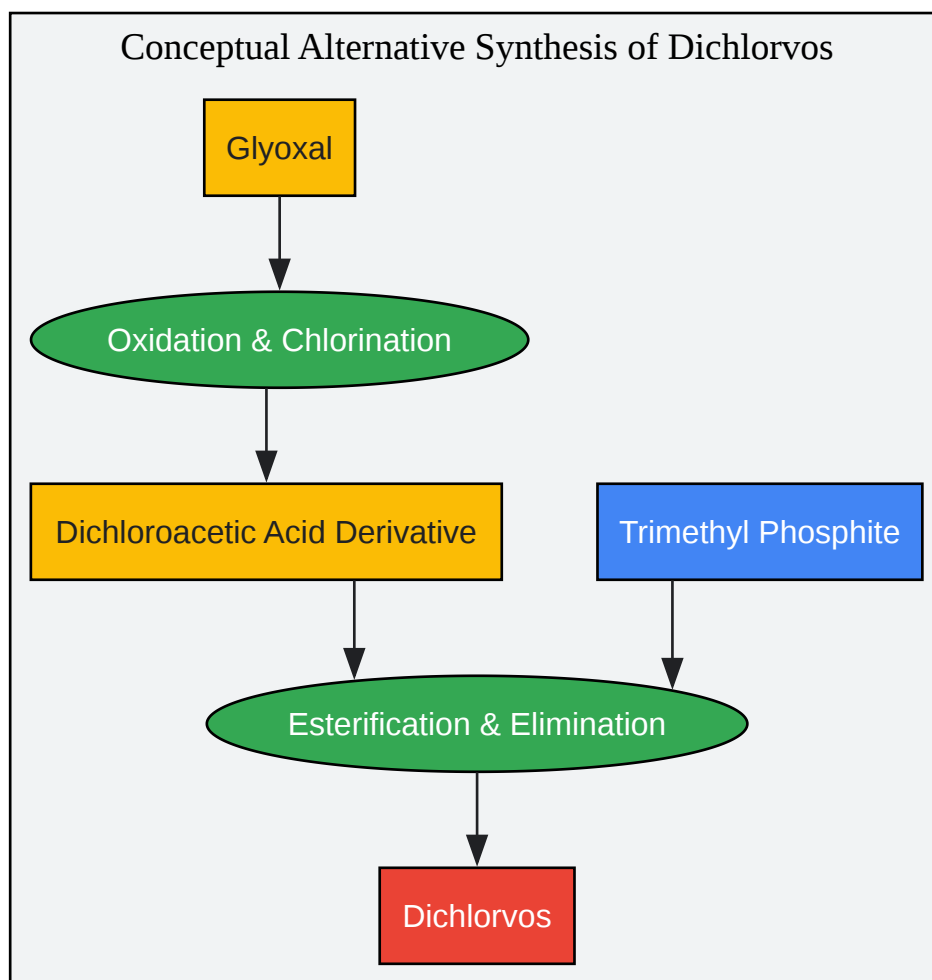 Conceptual Alternative Synthesis of Dichlorvos
Glyoxal
Oxidation & Chlorination
Dichloroacetic Acid Derivative
Trimethyl Phosphite
Esterification & Elimination
Dichlorvos